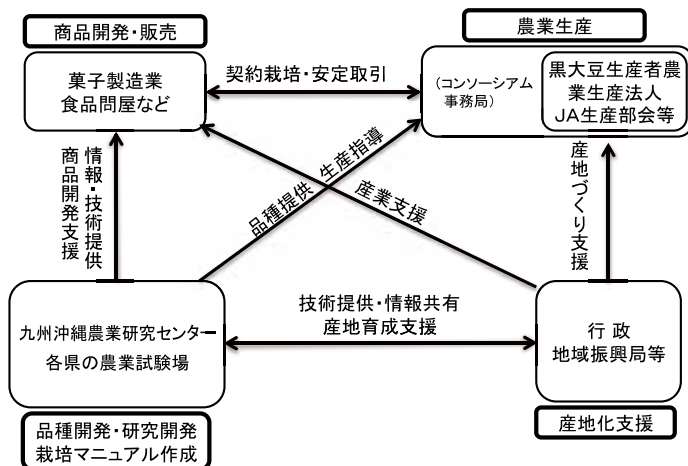 商品開発・販売
農業生産
菓子製造業
食品問屋など
契約栽培・安定取引
(コンソーシアム
事務局)
黒大豆生産者農
業生産法人
JA生産部会等
情報・技術提供
商品開発支援
品種提供 生産指導
産業支援
産地づくり支援
九州沖縄農業研究センター
各県の農業試験場
技術提供・情報共有
産地育成支援
行 政
地域振興局等
品種開発・研究開発
栽培マニュアル作成
産地化支援